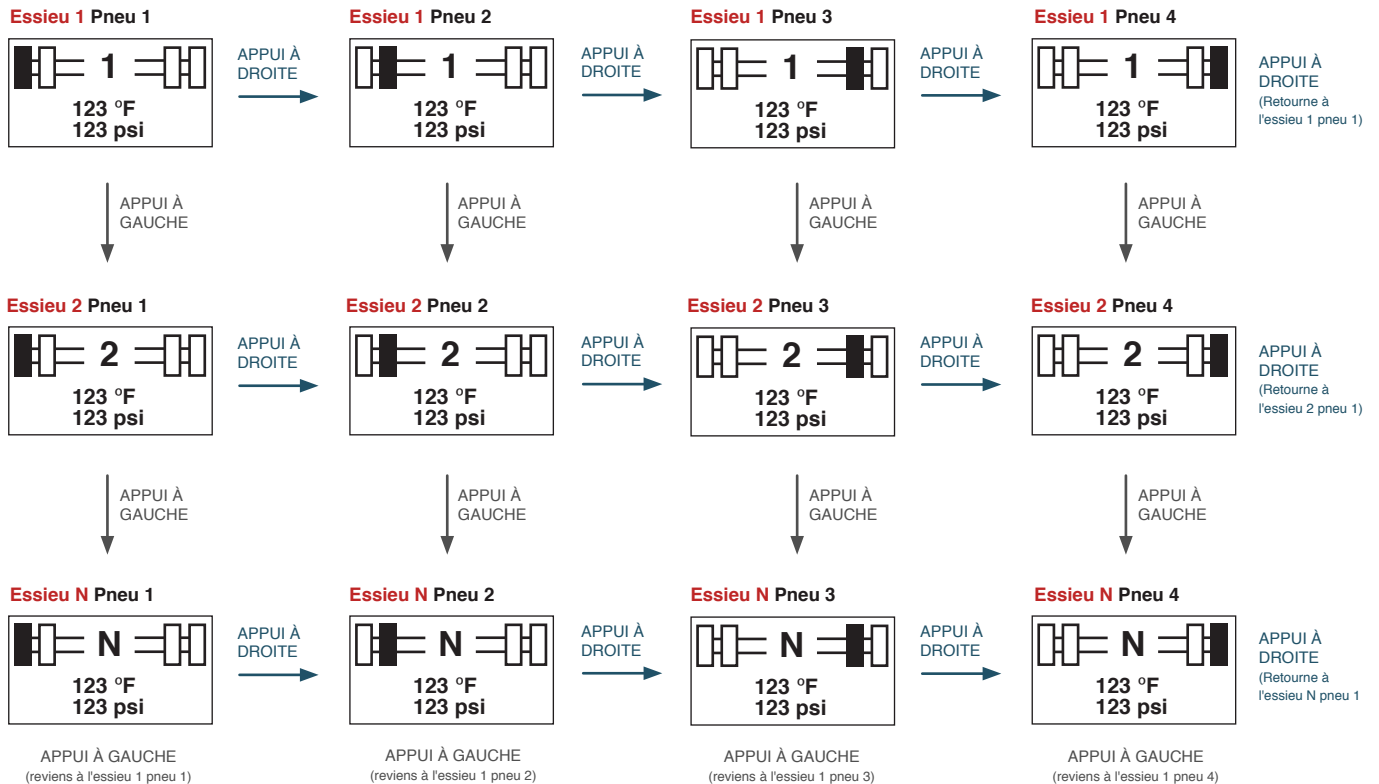 Essieu 1 Pneu 1
Essieu 1 Pneu 2
Essieu 1 Pneu 3
Essieu 1 Pneu 4
1
123 °F
123 psi
APPUI À
DROITE
1
123 °F
123 psi
APPUI À
DROITE
1
123 °F
123 psi
APPUI À
DROITE
1
123 °F
123 psi
APPUI À
DROITE
(Retourne à
l'essieu 1 pneu 1)
APPUI À
GAUCHE
APPUI À
GAUCHE
APPUI À
GAUCHE
APPUI À
GAUCHE
Essieu 2 Pneu 1
Essieu 2 Pneu 2
Essieu 2 Pneu 3
Essieu 2 Pneu 4
2
123 °F
123 psi
APPUI À
DROITE
2
123 °F
123 psi
APPUI À
DROITE
2
123 °F
123 psi
APPUI À
DROITE
2
123 °F
123 psi
APPUI À
DROITE
(Retourne à
l'essieu 2 pneu 1)
APPUI À
GAUCHE
APPUI À
GAUCHE
APPUI À
GAUCHE
APPUI À
GAUCHE
Essieu N Pneu 1
Essieu N Pneu 2
Essieu N Pneu 3
Essieu N Pneu 4
N
123 °F
123 psi
APPUI À
DROITE
N
123 °F
123 psi
APPUI À
DROITE
N
123 °F
123 psi
APPUI À
DROITE
N
123 °F
123 psi
APPUI À
DROITE
(Retourne à
l'essieu N pneu 1
APPUI À GAUCHE
(reviens à l'essieu 1 pneu 1)
APPUI À GAUCHE
(reviens à l'essieu 1 pneu 2)
APPUI À GAUCHE
(reviens à l'essieu 1 pneu 3)
APPUI À GAUCHE
(reviens à l'essieu 1 pneu 4)